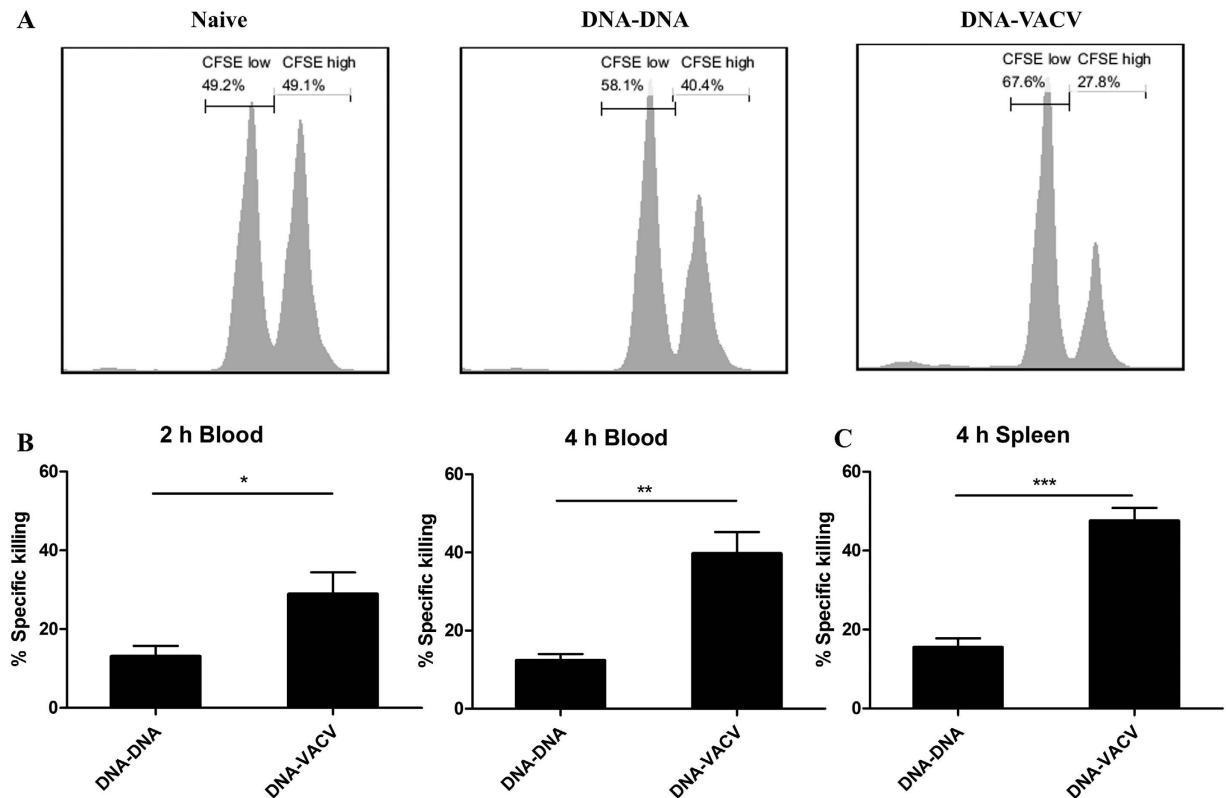 A
Naive
DNA-DNA
DNA-VACV
CFSE low CFSE high
49.2% 49.1%
CFSE low CFSE high
58.1% 40.4%
CFSE low CFSE high
67.6% 27.8%
B
2 h Blood
% Specific killing
60
40
20
0
*
DNA-DNA
DNA-VACV
4 h Blood
% Specific killing
60
40
20
0
**
DNA-DNA
DNA-VACV
C
4 h Spleen
% Specific killing
60
40
20
0
***
DNA-DNA
DNA-VACV